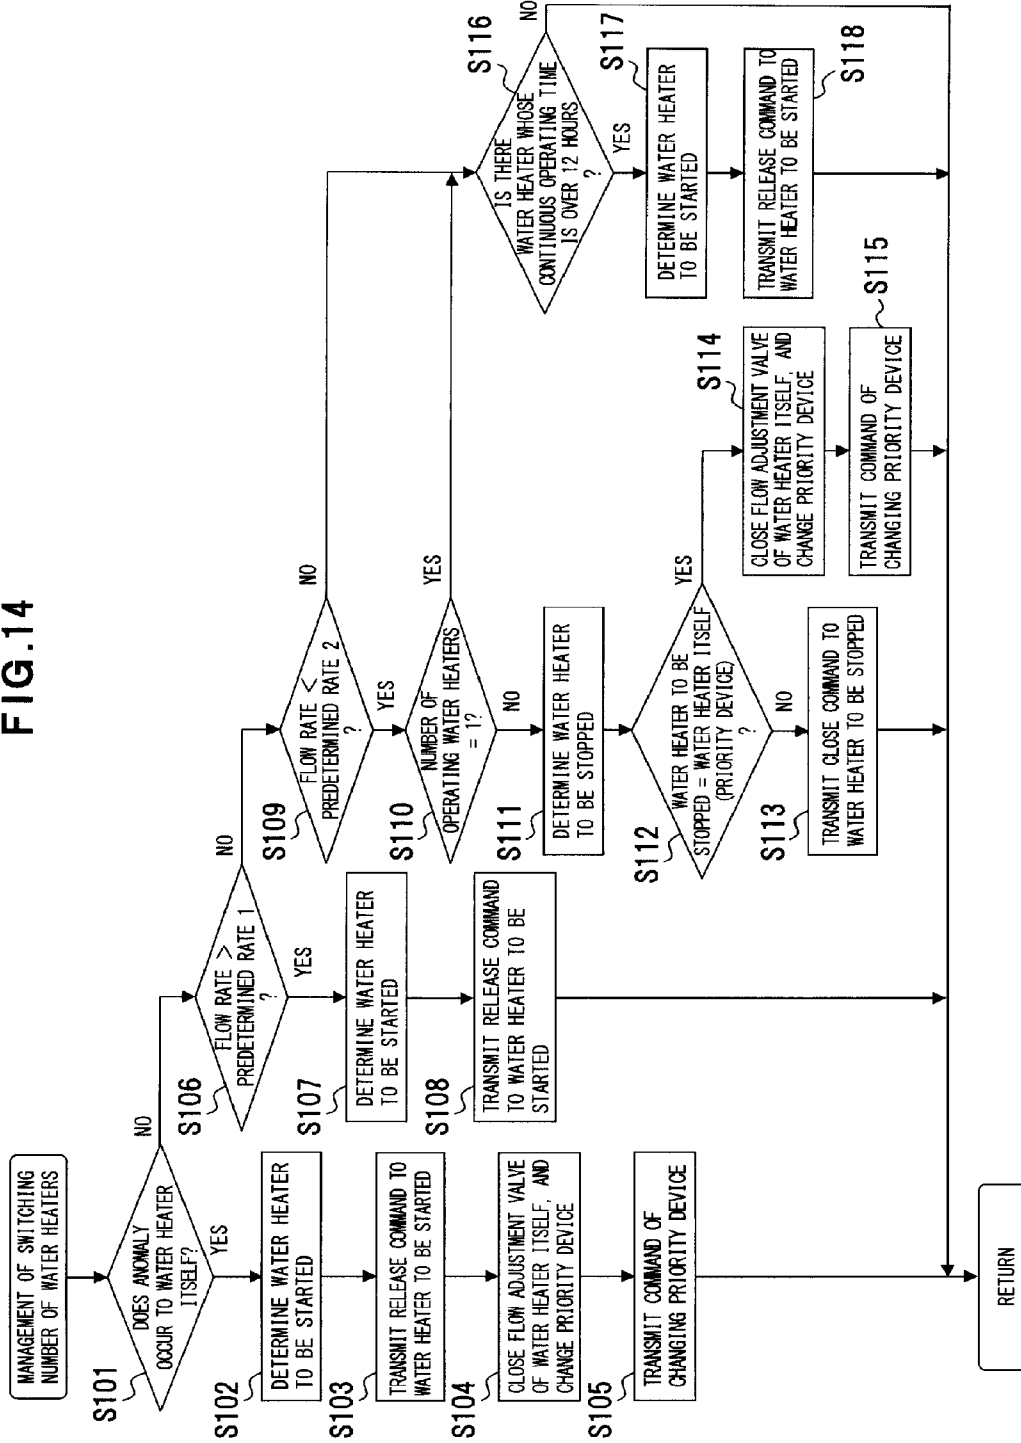 FIG.14
MANAGEMENT OF SWITCHING
NUMBER OF WATER HEATERS
S101
DOES ANOMALY
OCCUR TO WATER HEATER
ITSELF?
NO
YES
S102
DETERMINE WATER HEATER
TO BE STARTED
S103
TRANSMIT RELEASE COMMAND TO
WATER HEATER TO BE STARTED
S104
CLOSE FLOW ADJUSTMENT VALVE
OF WATER HEATER ITSELF, AND
CHANGE PRIORITY DEVICE
S105
TRANSMIT COMMAND OF
CHANGING PRIORITY DEVICE
S106
FLOW RATE >
PREDETERMINED RATE 1
?
NO
YES
S107
DETERMINE WATER HEATER
TO BE STARTED
S108
TRANSMIT RELEASE COMMAND
TO WATER HEATER TO BE
STARTED
S109
FLOW RATE <
PREDETERMINED RATE 2
?
NO
YES
S110
NUMBER OF
OPERATING WATER HEATERS
= 1?
YES
NO
S111
DETERMINE WATER HEATER
TO BE STOPPED
S112
WATER HEATER TO BE
STOPPED = WATER HEATER ITSELF
(PRIORITY DEVICE)
?
YES
NO
S113
TRANSMIT CLOSE COMMAND TO
WATER HEATER TO BE STOPPED
S114
CLOSE FLOW ADJUSTMENT VALVE
OF WATER HEATER ITSELF, AND
CHANGE PRIORITY DEVICE
S115
TRANSMIT COMMAND OF
CHANGING PRIORITY DEVICE
S116
IS THERE
WATER HEATER WHOSE
CONTINUOUS OPERATING TIME
IS OVER 12 HOURS
?
NO
YES
S117
DETERMINE WATER HEATER
TO BE STARTED
S118
TRANSMIT RELEASE COMMAND TO
WATER HEATER TO BE STARTED
RETURN